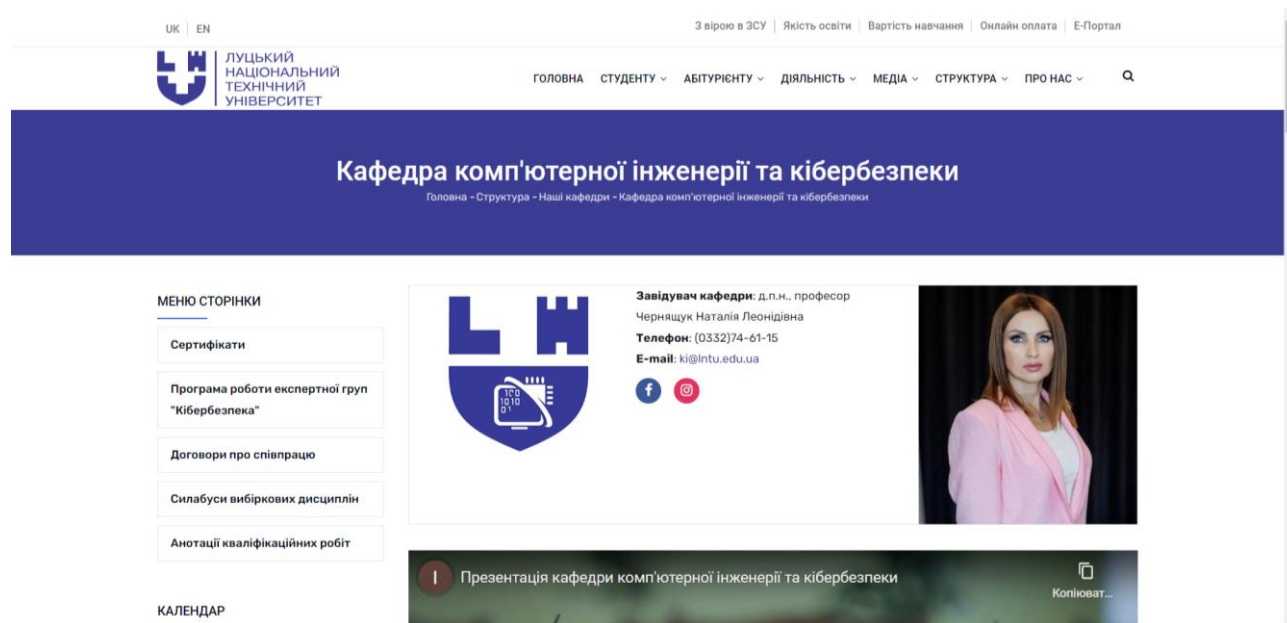 UK EN
З вірою в ЗСУ Якість освіти Вартість навчання Онлайн оплата Е-Портал
ЛУЦЬКИЙ
НАЦІОНАЛЬНИЙ
ТЕХНІЧНИЙ
УНІВЕРСИТЕТ
ГОЛОВНА СТУДЕНТУ АБІТУРІЄНТУ ДІЯЛЬНІСТЬ МЕДІА СТРУКТУРА ПРО НАС
Кафедра комп'ютерної інженерії та кібербезпеки
Головна - Структура - Наші кафедри - Кафедра комп'ютерної інженерії та кібербезпеки
МЕНЮ СТОРІНКИ
Сертифікати
Програма роботи експертної груп
"Кібербезпека"
Договори про співпрацю
Силабуси вибіркових дисциплін
Анотації кваліфікаційних робіт
КАЛЕНДАР
100
1010
01
Завідувач кафедри: д.п.н., професор
Чернящук Наталія Леонідівна
Телефон: (0332)74-61-15
E-mail: ki@lntu.edu.ua
І Презентація кафедри комп'ютерної інженерії та кібербезпеки
Копіюват...